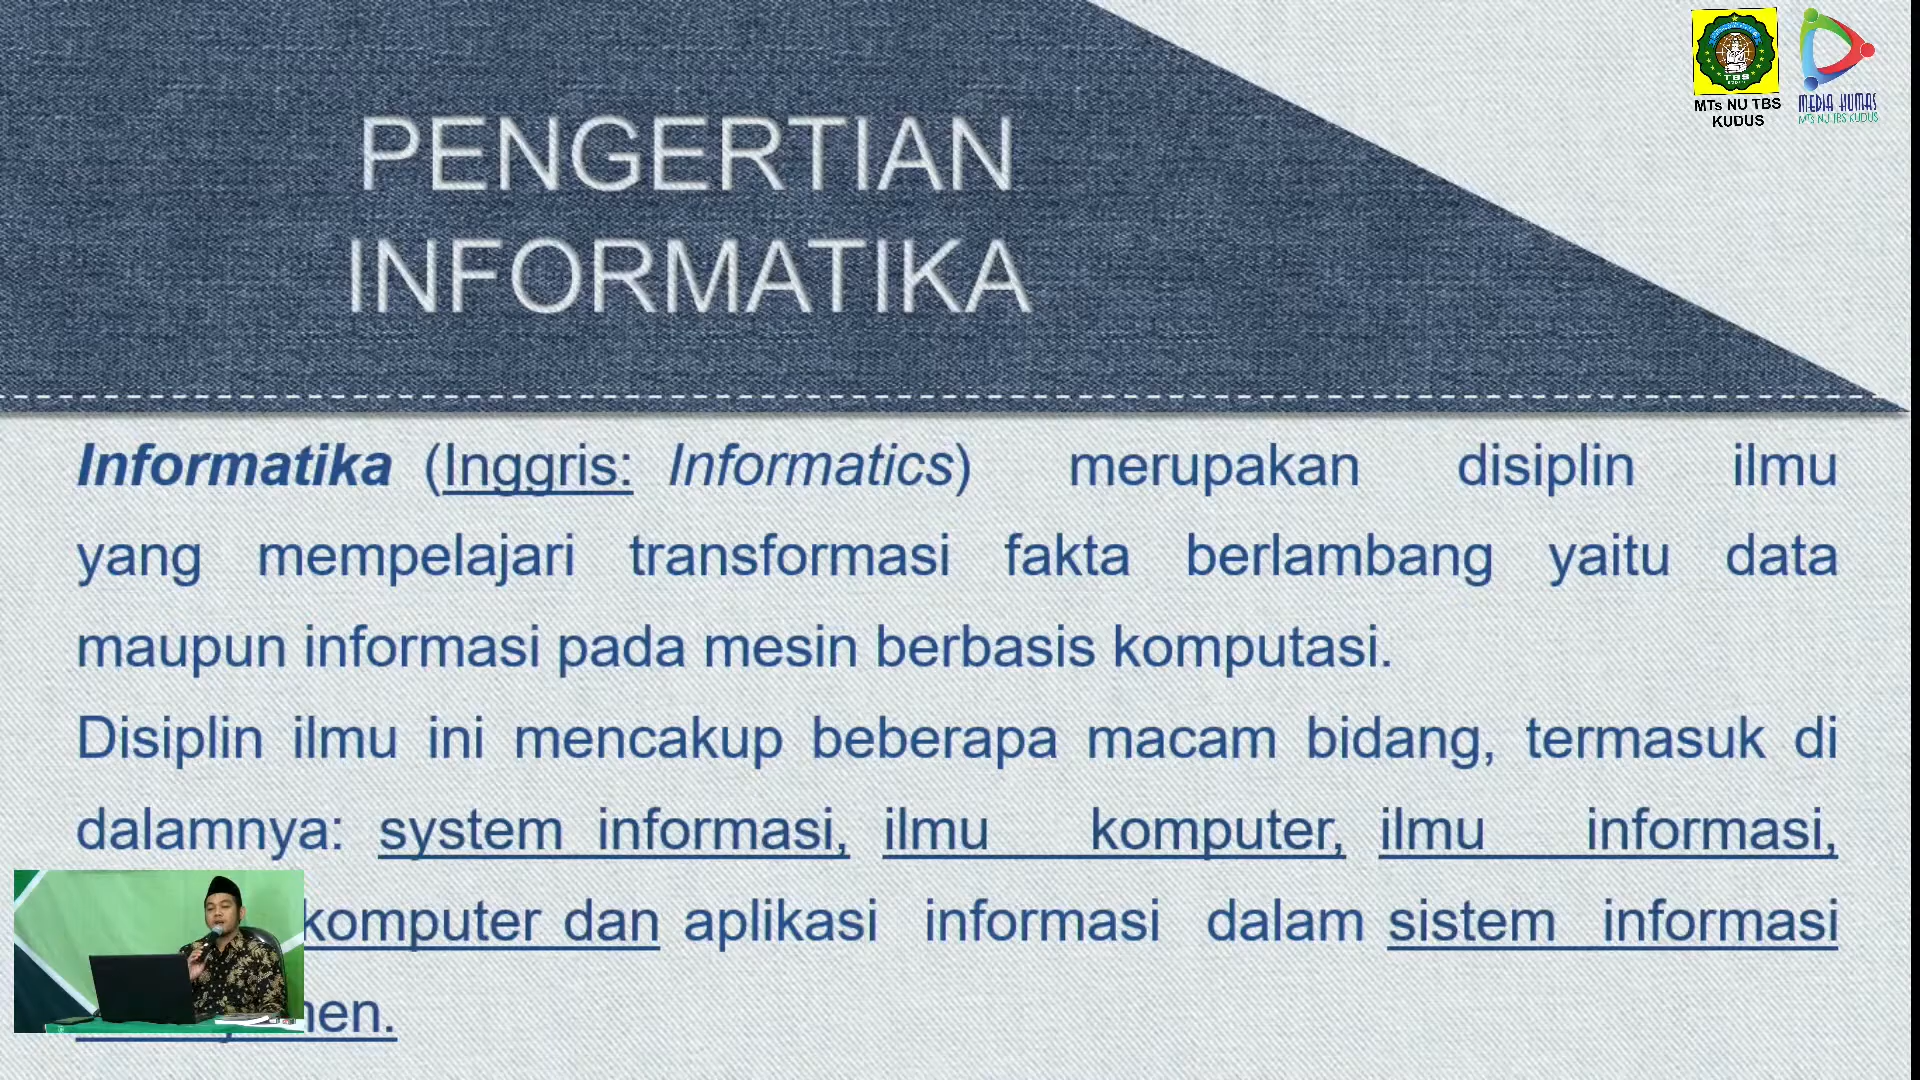 PENGERTIAN
INFORMATIKA
TBS
MTs NU TBS
KUDUS
MEDIA HUMAS
MTS NU TBS KUDUS
Informatika (Inggris: Informatics) merupakan disiplin ilmu
yang mempelajari transformasi fakta berlambang yaitu data
maupun informasi pada mesin berbasis komputasi.
Disiplin ilmu ini mencakup beberapa macam bidang, termasuk di
dalamnya: system informasi, ilmu komputer, ilmu informasi,
komputer dan aplikasi informasi dalam sistem informasi